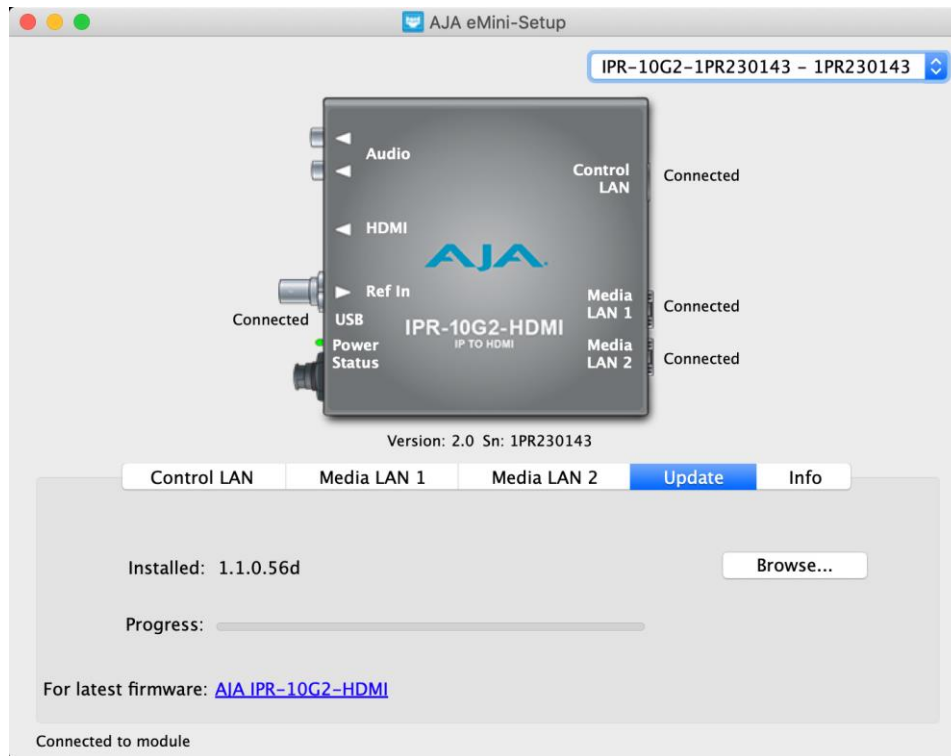 AJA eMini-Setup
IPR-10G2-1PR230143 - 1PR230143
Audio
Control LAN
Connected
HDMI
AJA
Ref In
Media LAN 1
Connected
Connected
USB
IPR-10G2-HDMI
IP TO HDMI
Power
Status
Media LAN 2
Connected
Version: 2.0 Sn: 1PR230143
Control LAN Media LAN 1 Media LAN 2 Update Info
Installed: 1.1.0.56d
Browse...
Progress:
For latest firmware: AJA IPR-10G2-HDMI
Connected to module